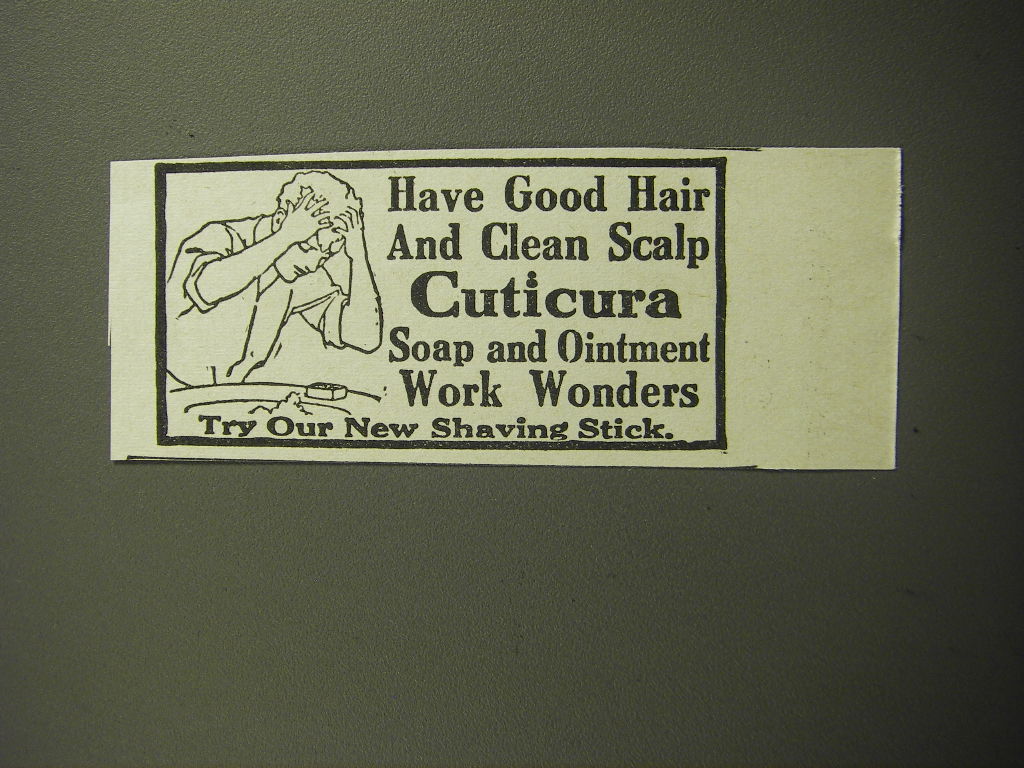 Have Good Hair
And Clean Scalp
Cuticura
Soap and Ointment
Work Wonders
Try Our New Shaving Stick.